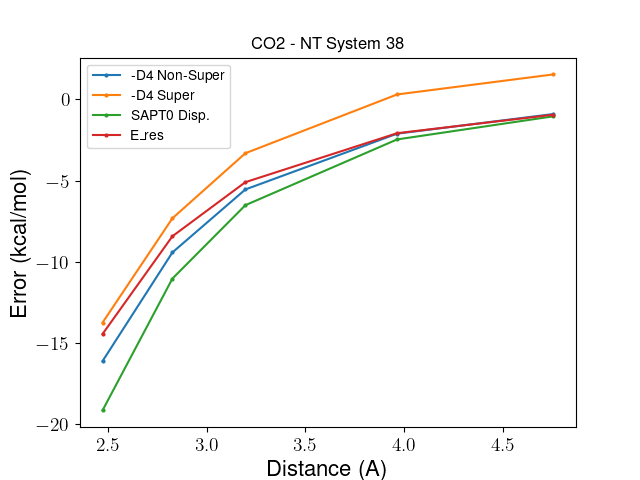 CO2 - NT System 38
-D4 Non-Super
-D4 Super
SAPT0 Disp.
E_res
Error (kcal/mol)
0
−5
−10
−15
−20
2.5 3.0 3.5 4.0 4.5
Distance (A)